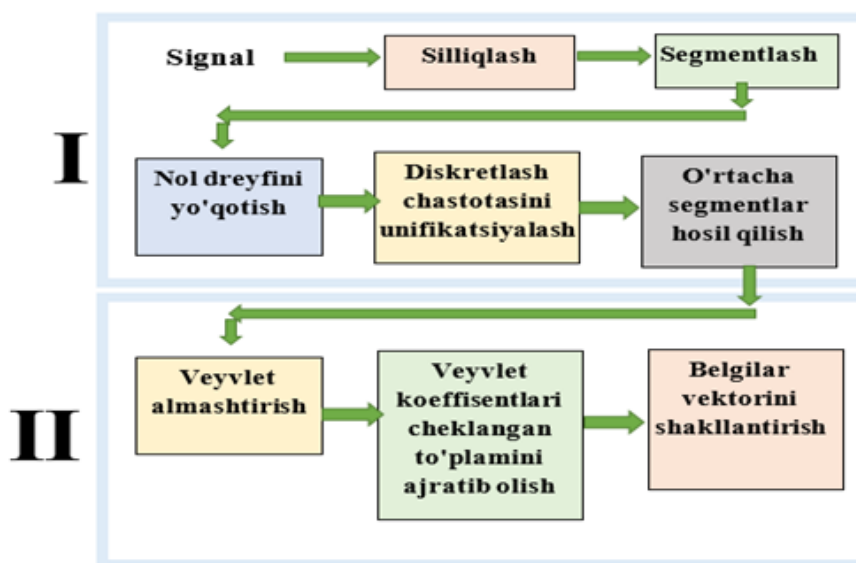 I
Signal
Silliqlash
Segmentlash
Nol dreyfini
yo'qotish
Diskretlash
chastotasini
unifikatsiyalash
O'rtacha
segmentlar
hosil qilish
II
Veyvlet
almashtirish
Veyvlet
koeffisentlari
cheklangan
to'plamini
ajratib olish
Belgilar
vektorini
shakllantirish